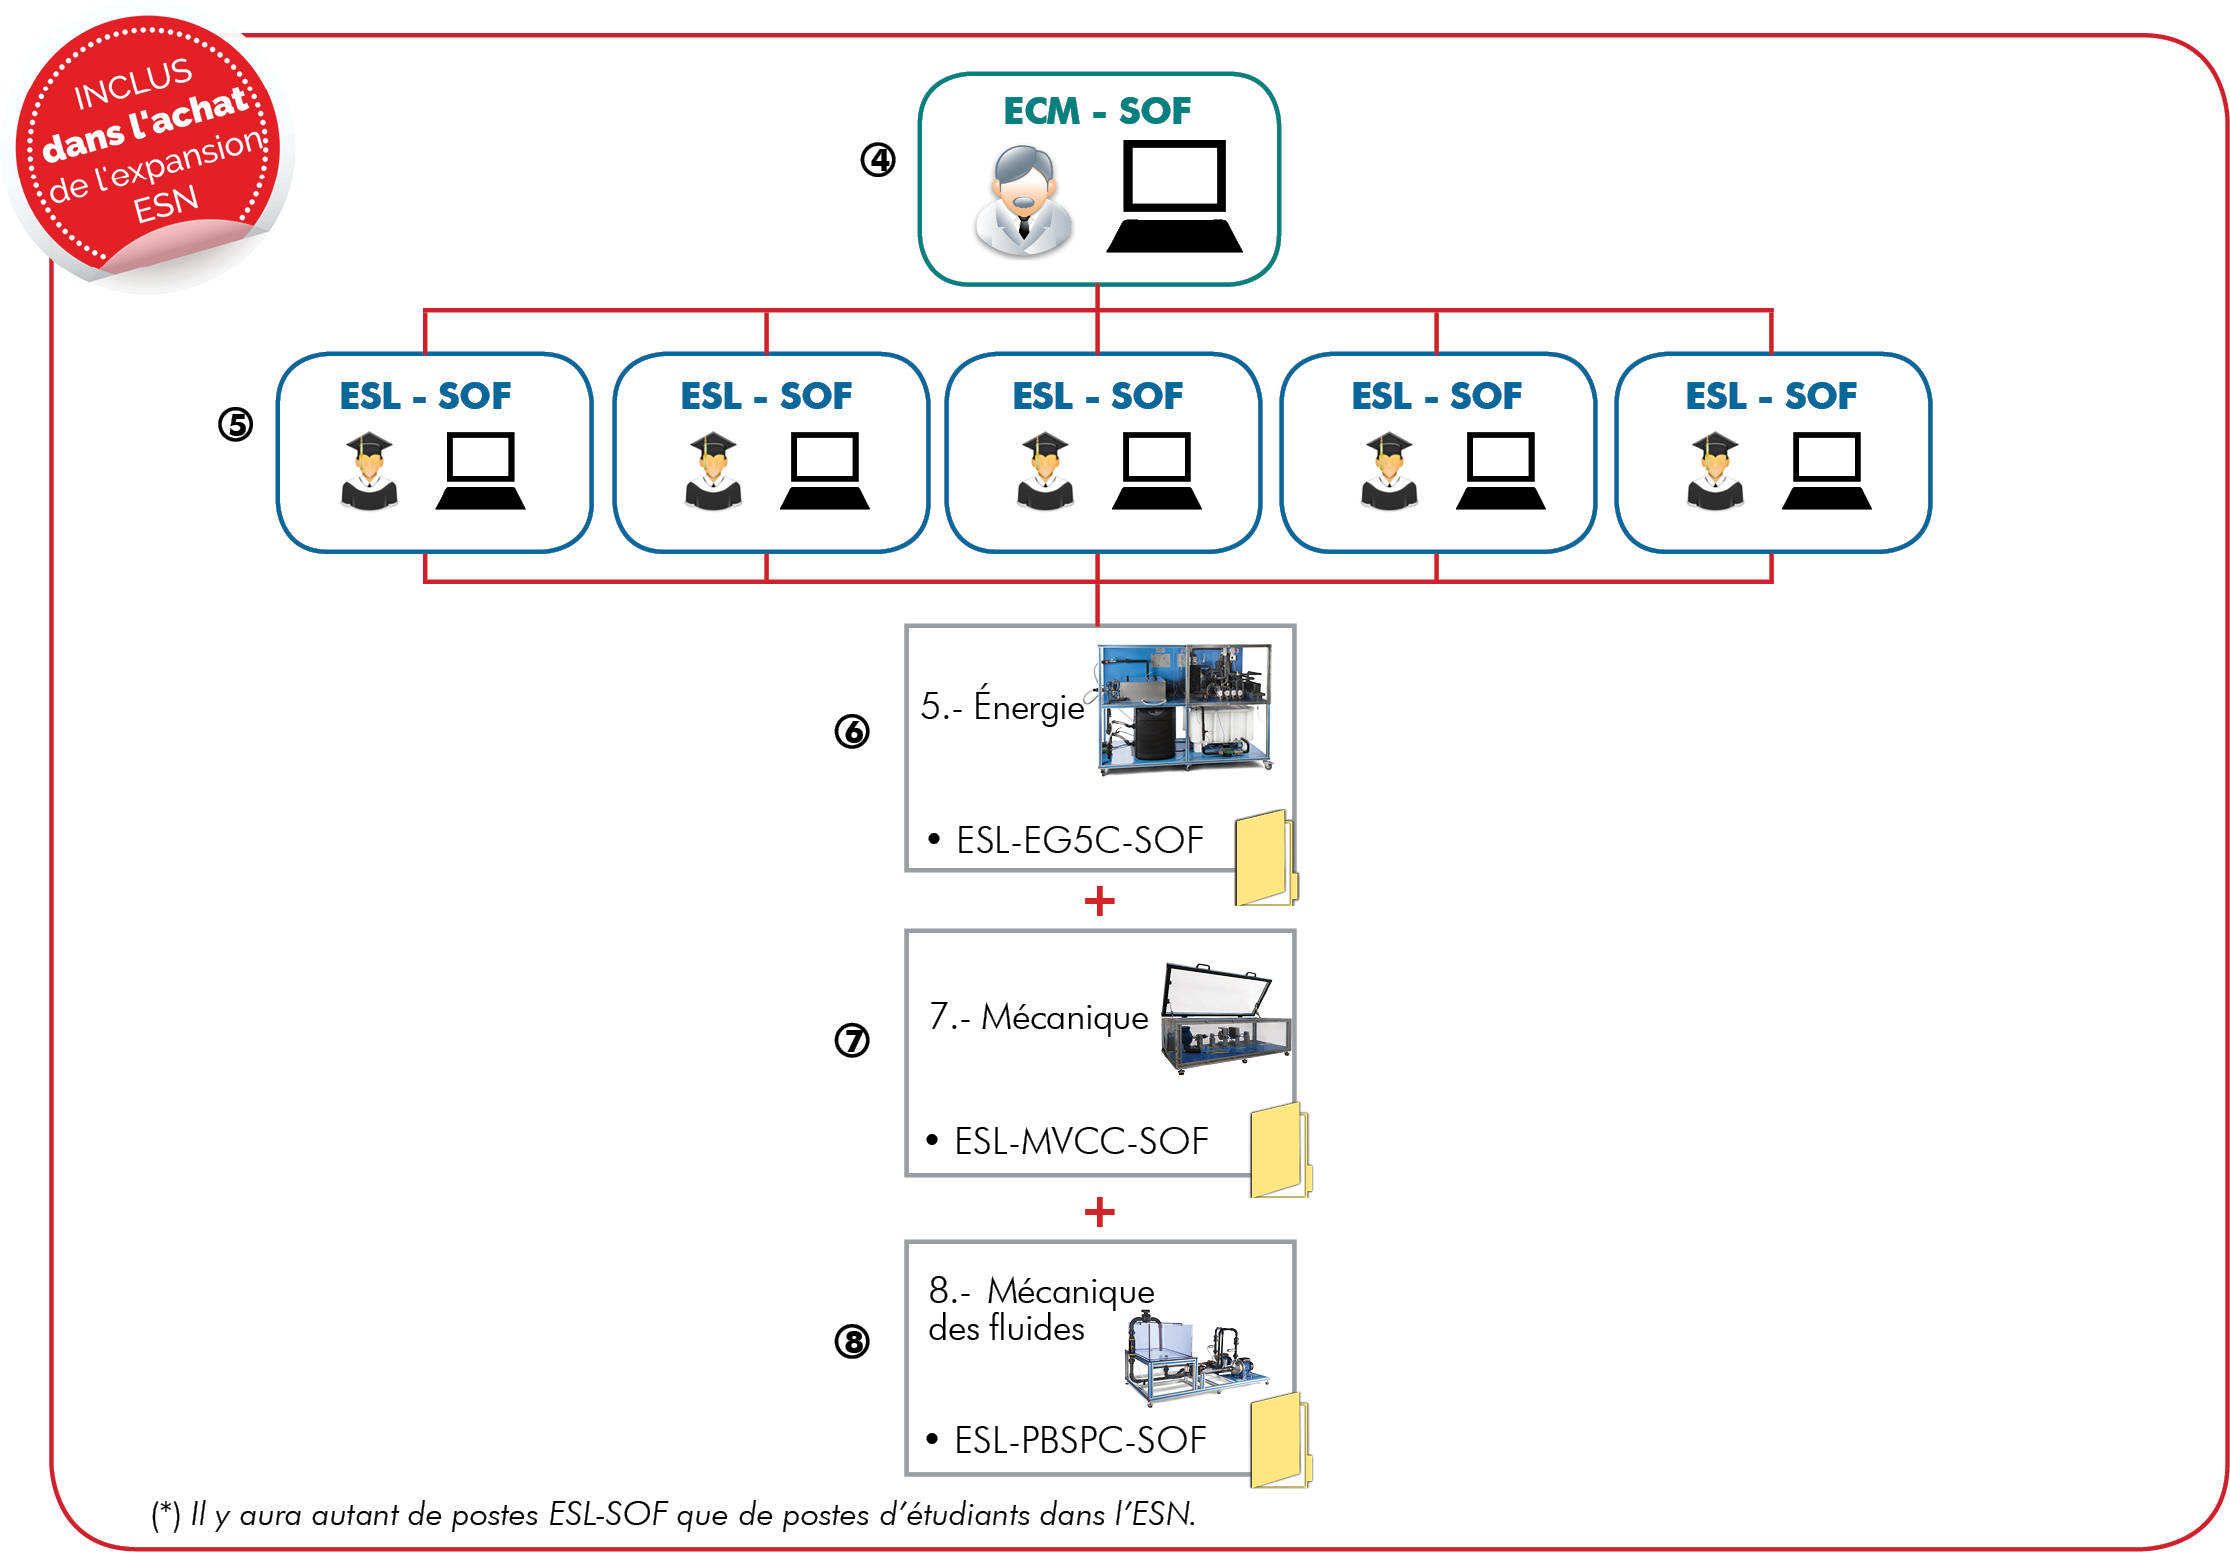 INCLUS
dans l'achat
de l'expansion
ESN
ECM - SOF
④
ESL - SOF
ESL - SOF
ESL - SOF
ESL - SOF
ESL - SOF
⑤
5.- Énergie
⑥
• ESL-EG5C-SOF
+
7.- Mécanique
⑦
• ESL-MVCC-SOF
+
8.- Mécanique
des fluides
⑧
• ESL-PBSPC-SOF
(*) Il y aura autant de postes ESL-SOF que de postes d’étudiants dans l’ESN.